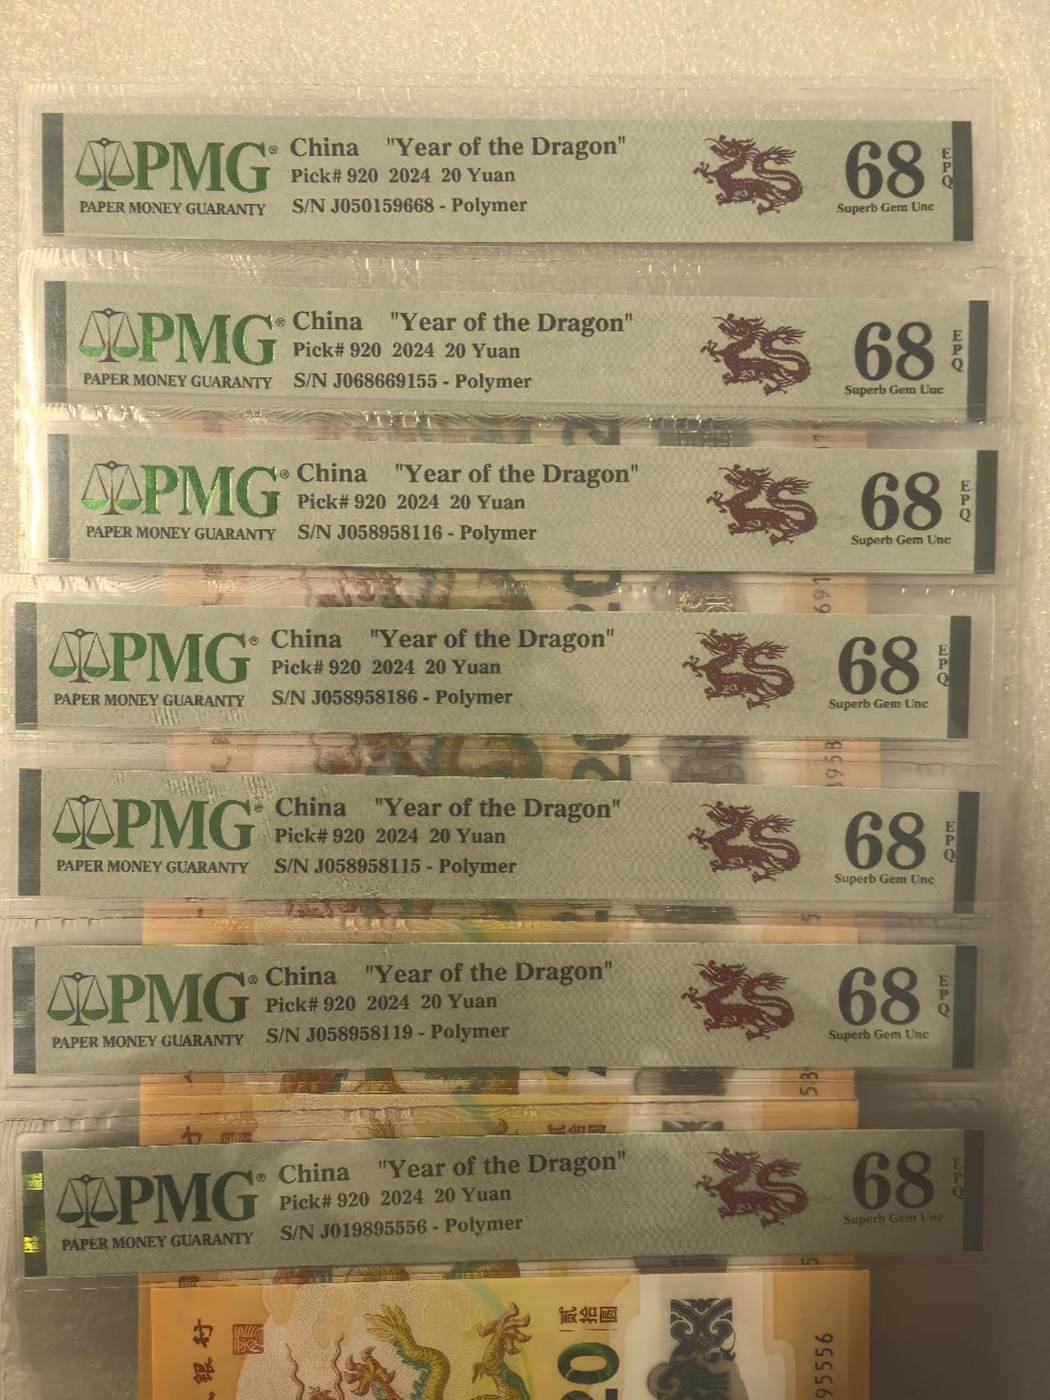 PMG® China "Year of the Dragon" 68 EPQ
Pick# 920 2024 20 Yuan
PAPER MONEY GUARANTY S/N J050159668 - Polymer Superb Gem Unc
PMG® China "Year of the Dragon" 68 EPQ
Pick# 920 2024 20 Yuan
PAPER MONEY GUARANTY S/N J068669155 - Polymer Superb Gem Unc
PMG® China "Year of the Dragon" 68 EPQ
Pick# 920 2024 20 Yuan
PAPER MONEY GUARANTY S/N J058958116 - Polymer Superb Gem Unc
PMG® China "Year of the Dragon" 68 EPQ
Pick# 920 2024 20 Yuan
PAPER MONEY GUARANTY S/N J058958186 - Polymer Superb Gem Unc
PMG® China "Year of the Dragon" 68 EPQ
Pick# 920 2024 20 Yuan
PAPER MONEY GUARANTY S/N J058958115 - Polymer Superb Gem Unc
PMG® China "Year of the Dragon" 68 EPQ
Pick# 920 2024 20 Yuan
PAPER MONEY GUARANTY S/N J058958119 - Polymer Superb Gem Unc
PMG® China "Year of the Dragon" 68 EPQ
Pick# 920 2024 20 Yuan
PAPER MONEY GUARANTY S/N J019895556 - Polymer Superb Gem Unc
银行
贰拾圆
20
95556